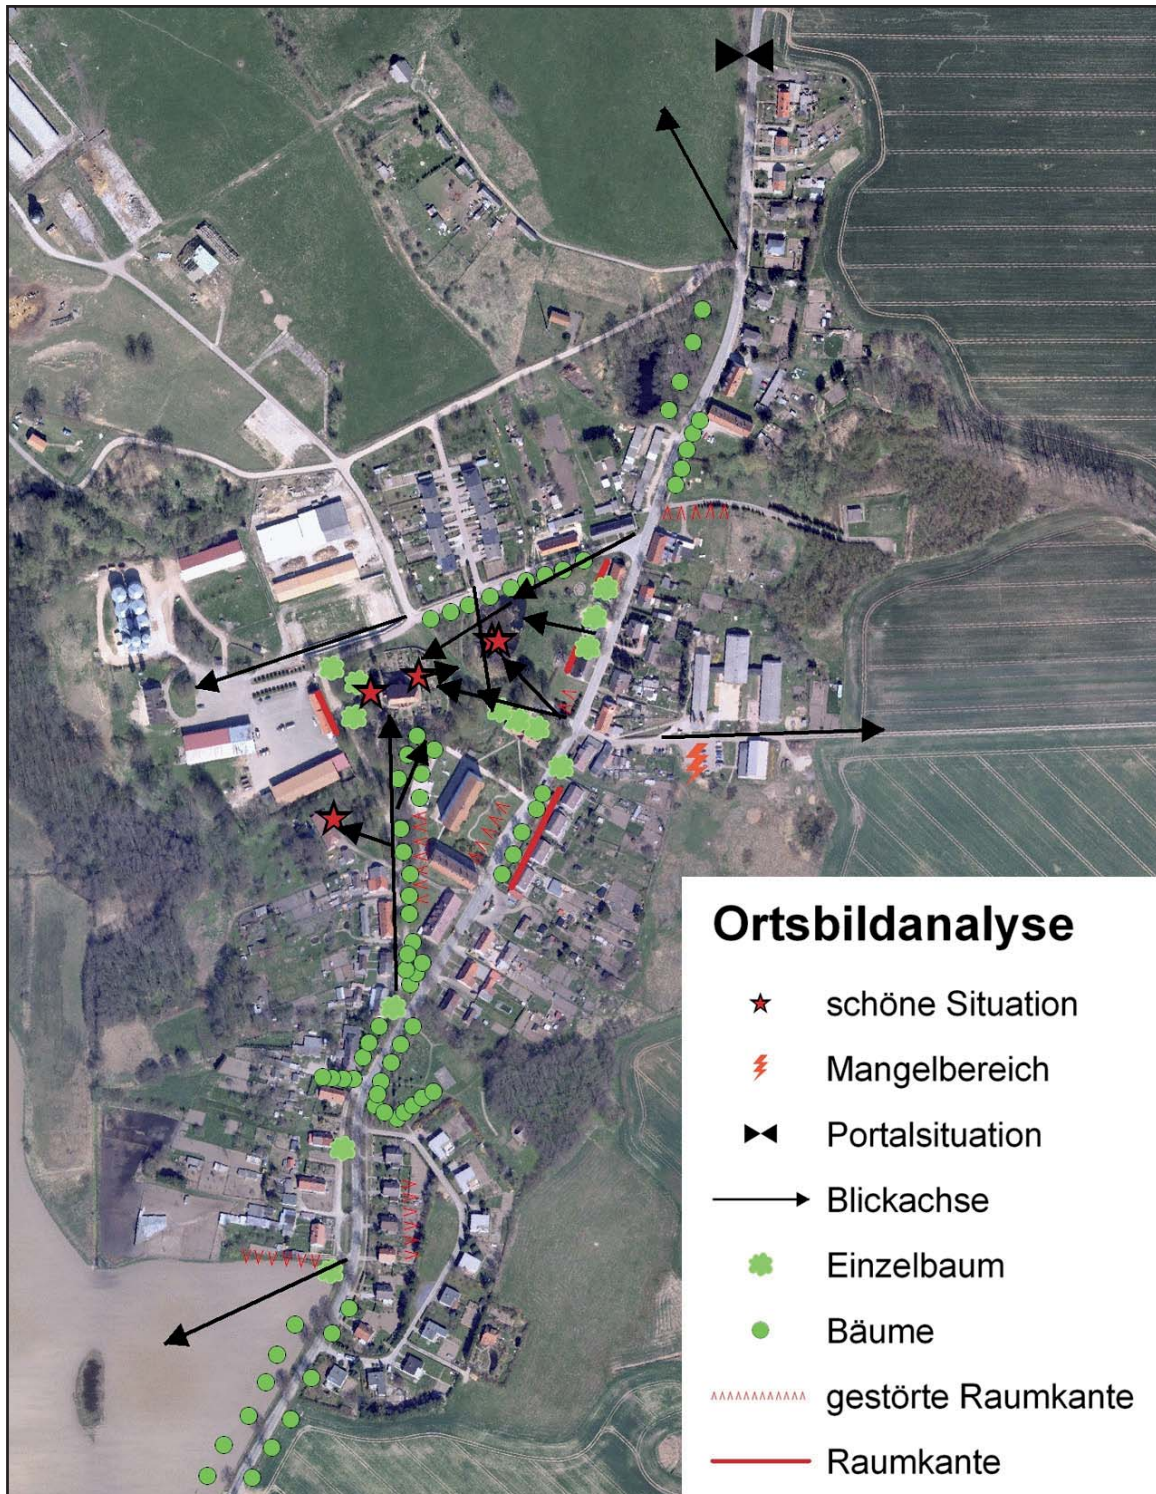 Ortsbildanalyse
schöne Situation
Mangelbereich
Portalsituation
Blickachse
Einzelbaum
Bäume
gestörte Raumkante
Raumkante